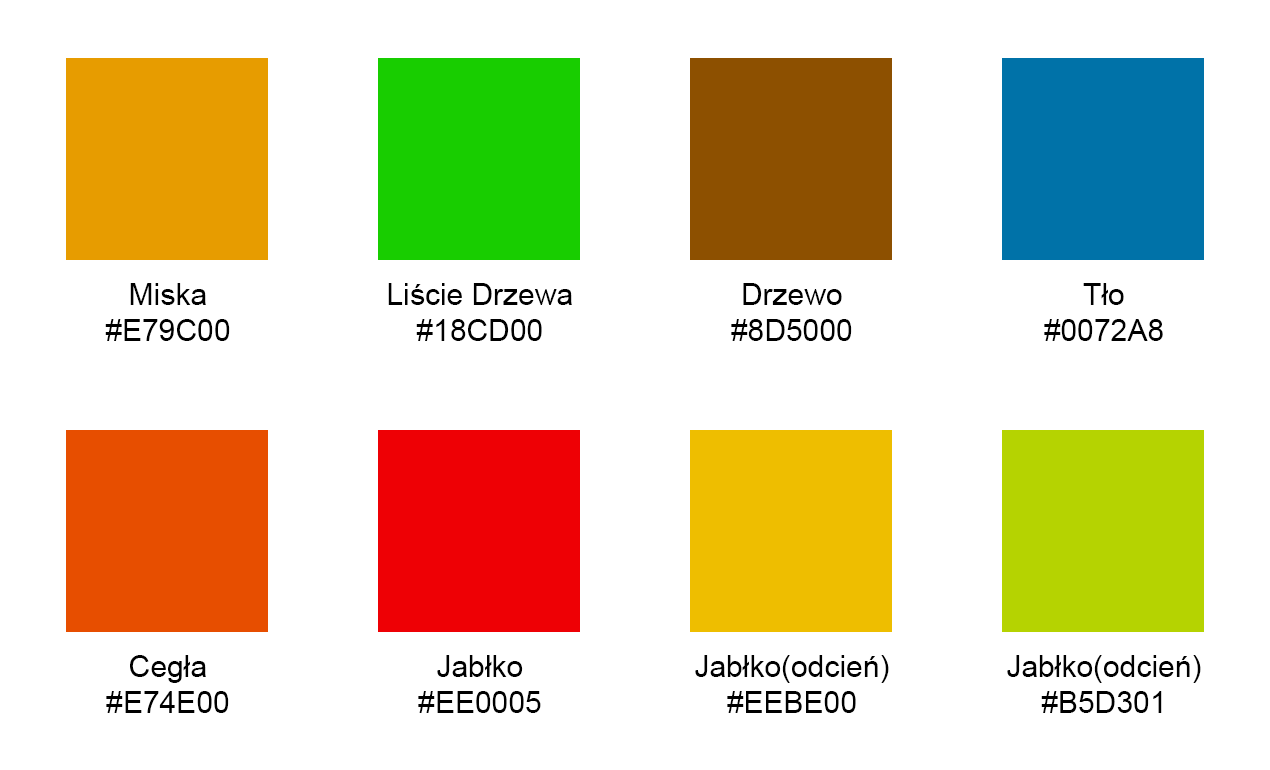 Miska
#E79C00
Liście Drzewa
#18CD00
Drzewo
#8D5000
Tło
#0072A8
Cegła
#E74E00
Jabłko
#EE0005
Jabłko(odcień)
#EEBE00
Jabłko(odcień)
#B5D301